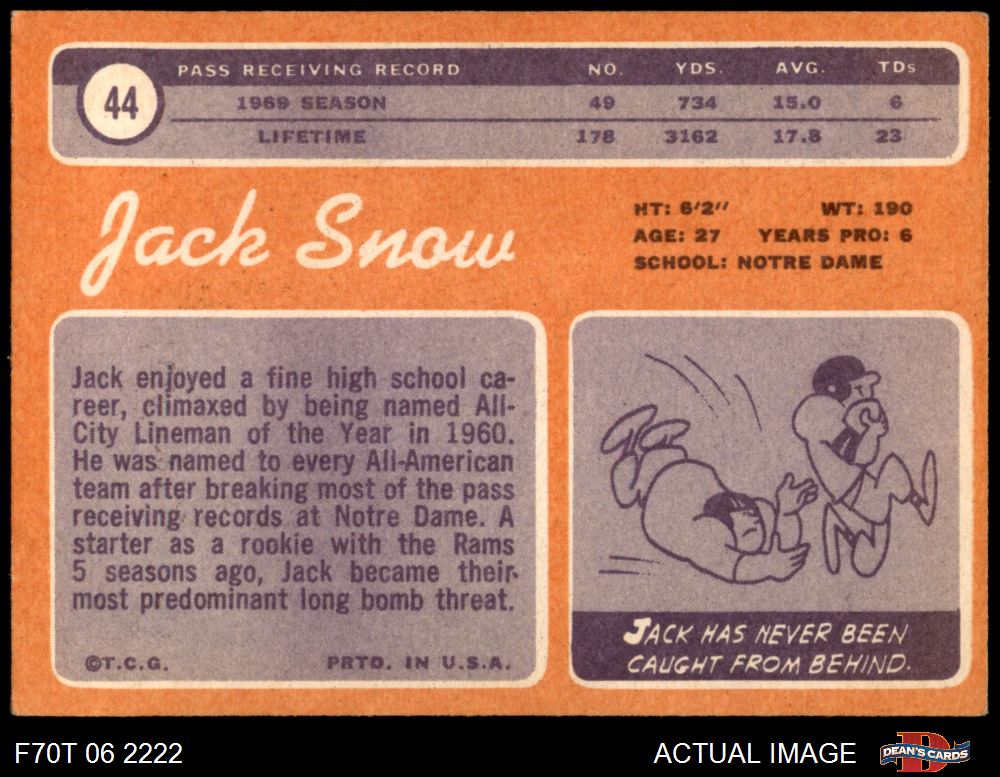 44
PASS RECEIVING RECORD NO. YDS. AVG. TDs
1969 SEASON 49 734 15.0 6
LIFETIME 178 3162 17.8 23
Jack Snow
HT: 6'2" WT: 190
AGE: 27 YEARS PRO: 6
SCHOOL: NOTRE DAME
Jack enjoyed a fine high school ca-
reer, climaxed by being named All-
City Lineman of the Year in 1960.
He was named to every All-American
team after breaking most of the pass
receiving records at Notre Dame. A
starter as a rookie with the Rams
5 seasons ago, Jack became their
most predominant long bomb threat.
©T.C.G. PRTD. IN U.S.A.
JACK HAS NEVER BEEN
CAUGHT FROM BEHIND.
F70T 06 2222 ACTUAL IMAGE DEAN'S CARDS